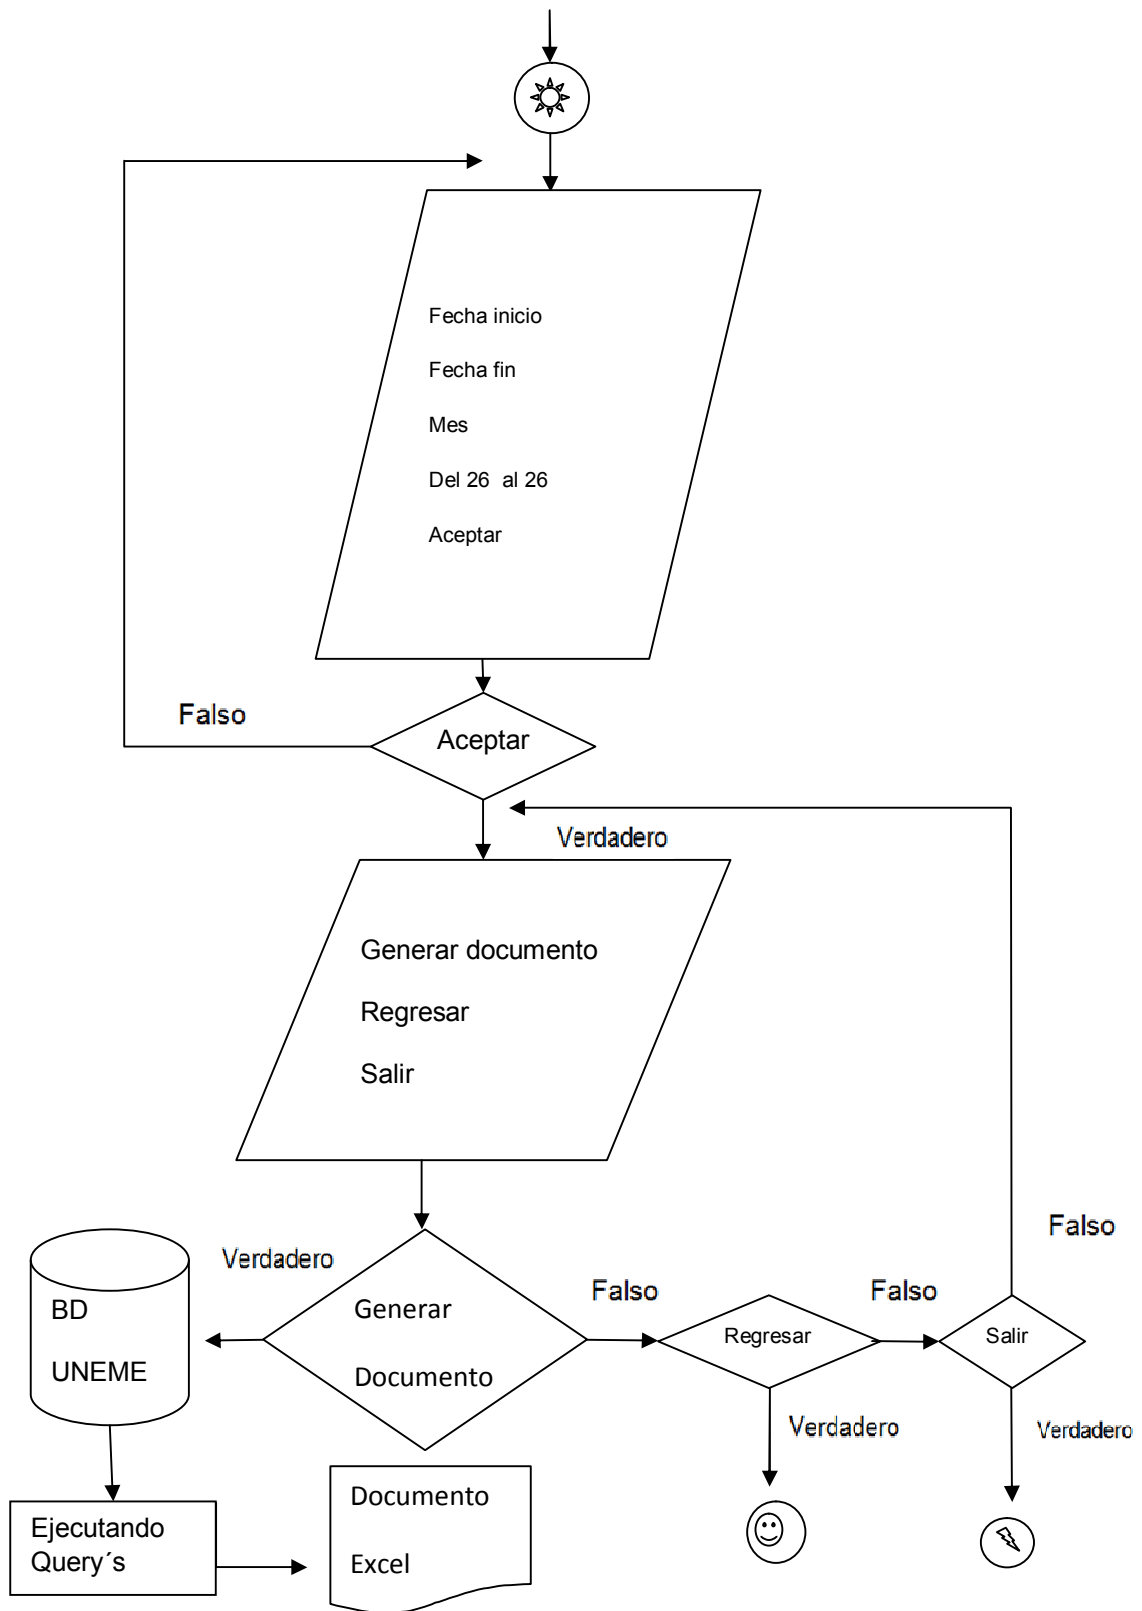 Fecha inicio
Fecha fin
Mes
Del 26  al 26
Aceptar
Falso
Aceptar
Verdadero
Generar documento
Regresar
Salir
Falso
Verdadero
BD
UNEME
Generar
Documento
Falso
Regresar
Falso
Salir
Verdadero
Verdadero
Ejecutando
Query´s
Documento
Excel